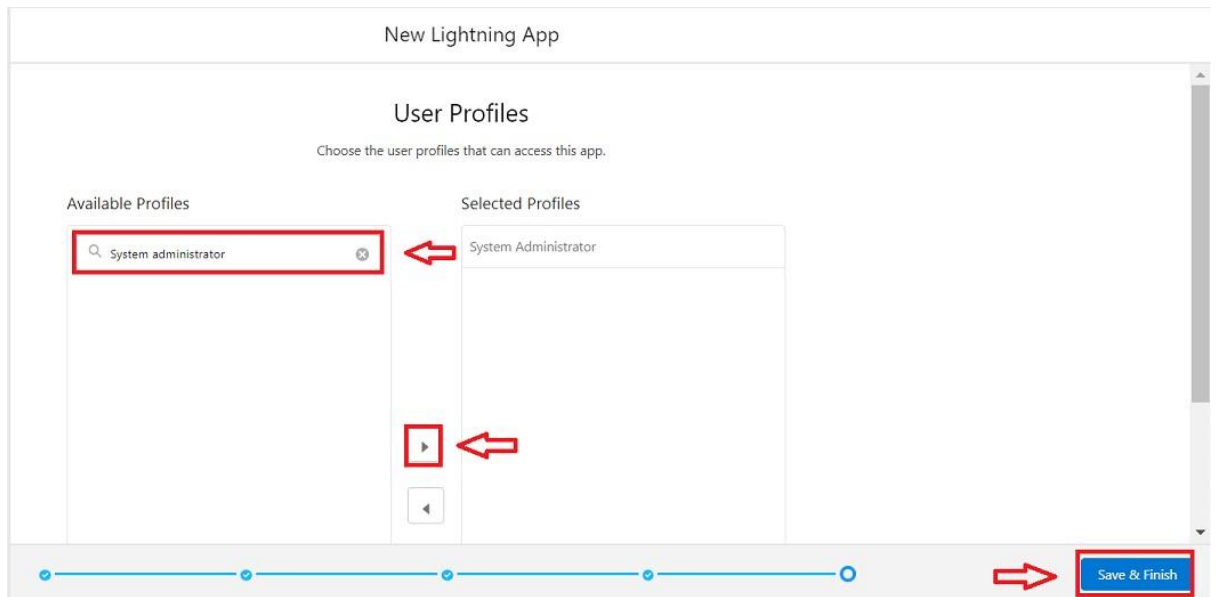 New Lightning App
User Profiles
Choose the user profiles that can access this app.
Available Profiles
Selected Profiles
System administrator
System Administrator
Save & Finish